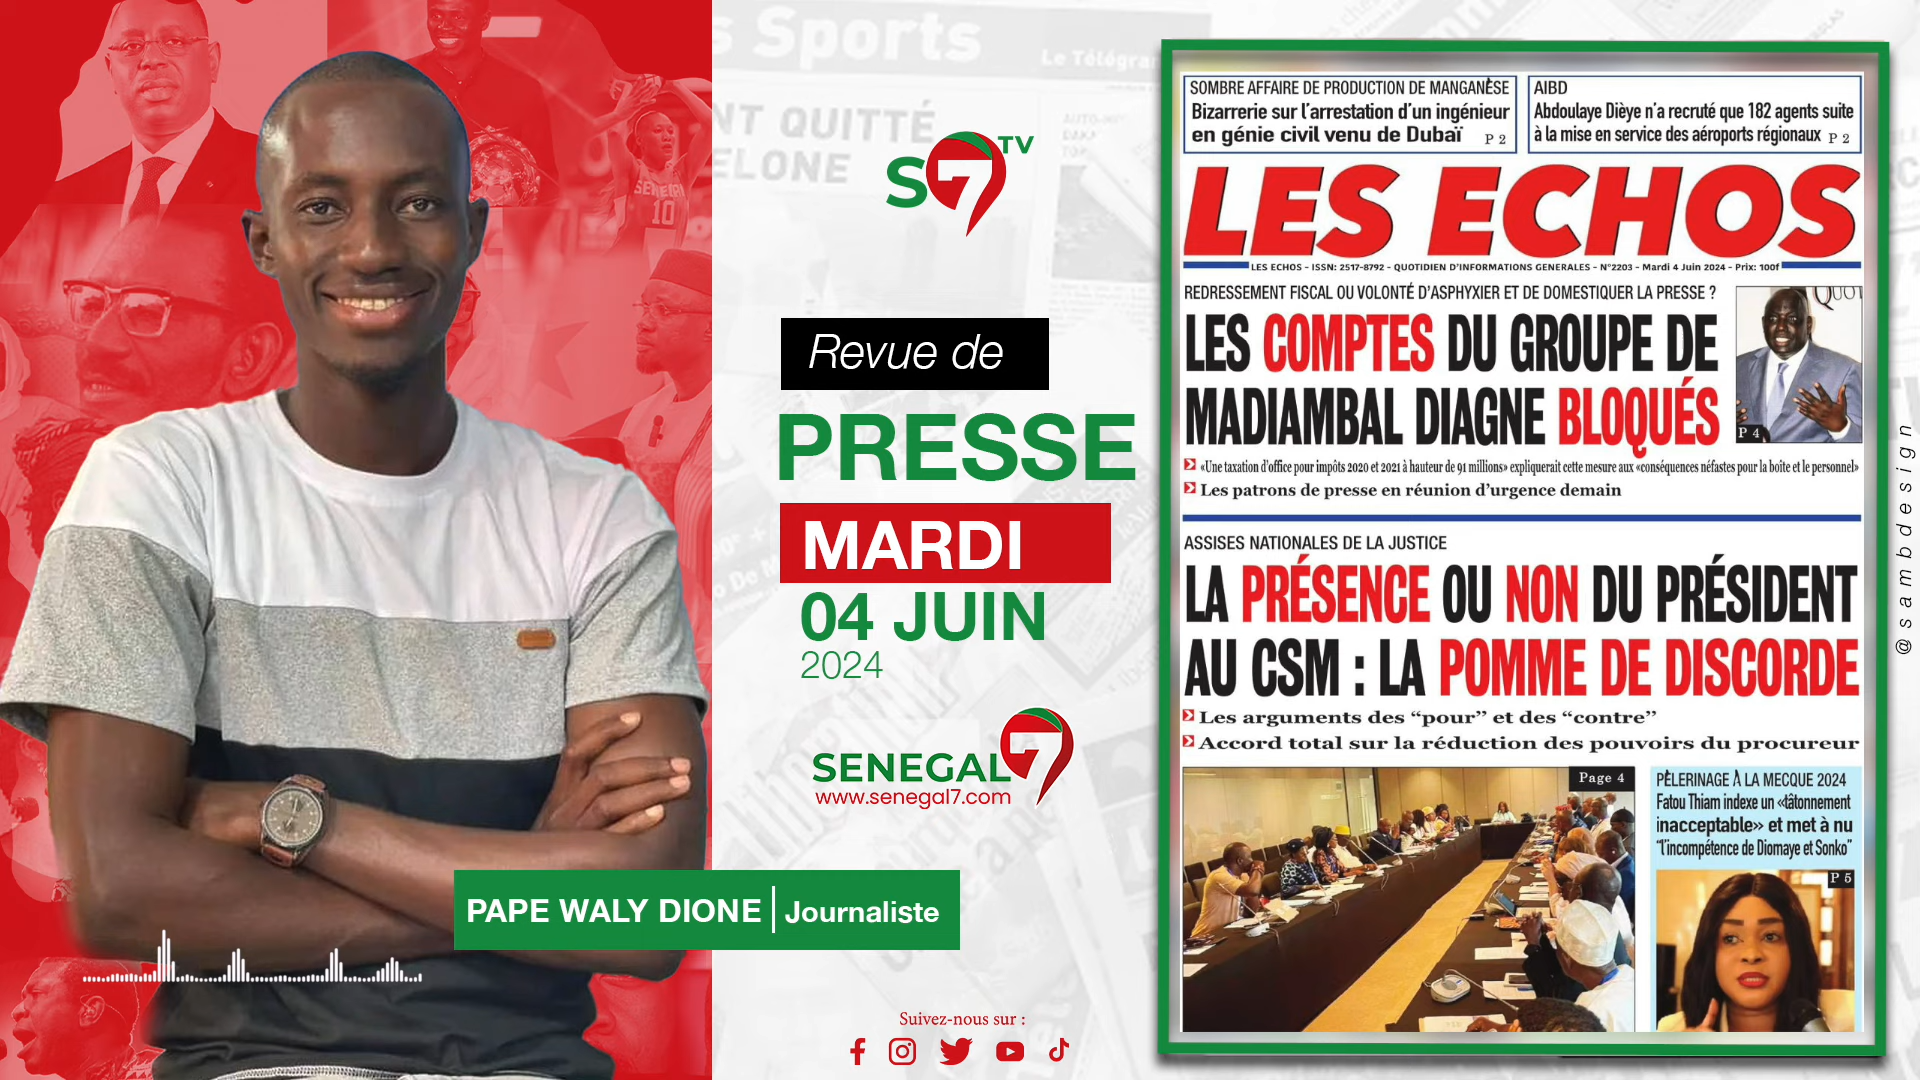 s Sports
Le Télégra
NT QUITTÉ
ELONE
SENEGAL
10
S7 TV
Revue de
PRESSE
MARDI
04 JUIN
2024
SENEGAL7
www.senegal7.com
PAPE WALY DIONE | Journaliste
Suivez-nous sur :
SOMBRE AFFAIRE DE PRODUCTION DE MANGANÈSE
Bizarrerie sur l'arrestation d'un ingénieur
en génie civil venu de Dubaï P 2
AIBD
Abdoulaye Dièye n'a recruté que 182 agents suite
à la mise en service des aéroports régionaux P 2
LES ECHOS
LES ECHOS - ISSN: 2517-8792 - QUOTIDIEN D'INFORMATIONS GENERALES - N°2203 - Mardi 4 Juin 2024 - Prix: 100f
REDRESSEMENT FISCAL OU VOLONTÉ D'ASPHYXIER ET DE DOMESTIQUER LA PRESSE ?
QUOT
LES COMPTES DU GROUPE DE
MADIAMBAL DIAGNE BLOQUÉS
P 4
«Une taxation d'office pour impôts 2020 et 2021 à hauteur de 91 millions» expliquerait cette mesure aux «conséquences néfastes pour la boite et le personnel»
Les patrons de presse en réunion d'urgence demain
ASSISES NATIONALES DE LA JUSTICE
LA PRÉSENCE OU NON DU PRÉSIDENT
AU CSM : LA POMME DE DISCORDE
Les arguments des “pour” et des “contre”
Accord total sur la réduction des pouvoirs du procureur
Page 4
PÈLERINAGE À LA MECQUE 2024
Fatou Thiam indexe un «tâtonnement
inacceptable» et met à nu
“l'incompétence de Diomaye et Sonko”
P 5
@sambdesign